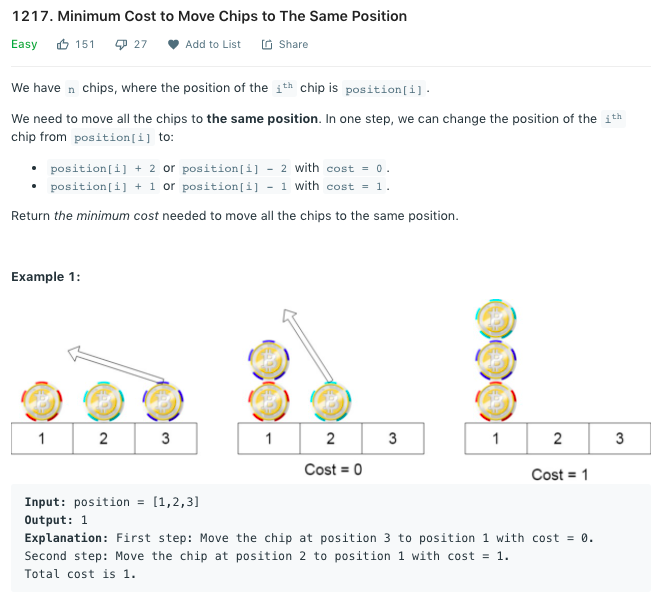 1217. Minimum Cost to Move Chips to The Same Position
Easy 151 27 Add to List Share
We have n chips, where the position of the ith chip is position[i].
We need to move all the chips to the same position. In one step, we can change the position of the ith
chip from position[i] to:
• position[i] + 2 or position[i] - 2 with cost = 0.
• position[i] + 1 or position[i] - 1 with cost = 1.
Return the minimum cost needed to move all the chips to the same position.
Example 1:
1 2 3 1 2 3 1 2 3
Cost = 0 Cost = 1
Input: position = [1,2,3]
Output: 1
Explanation: First step: Move the chip at position 3 to position 1 with cost = 0.
Second step: Move the chip at position 2 to position 1 with cost = 1.
Total cost is 1.